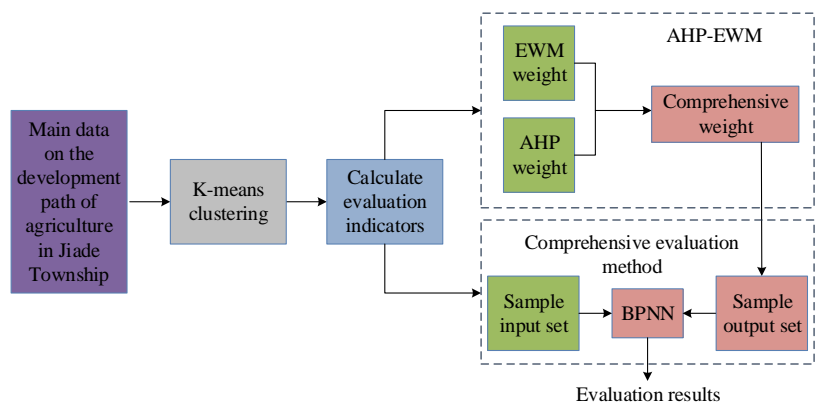 Main data
on the
development
path of
agriculture
in Jiade
Township
K-means
clustering
Calculate
evaluation
indicators
AHP-EWM
EWM
weight
AHP
weight
Comprehensive
weight
Comprehensive evaluation
method
Sample
input set
BPNN
Sample
output set
Evaluation results